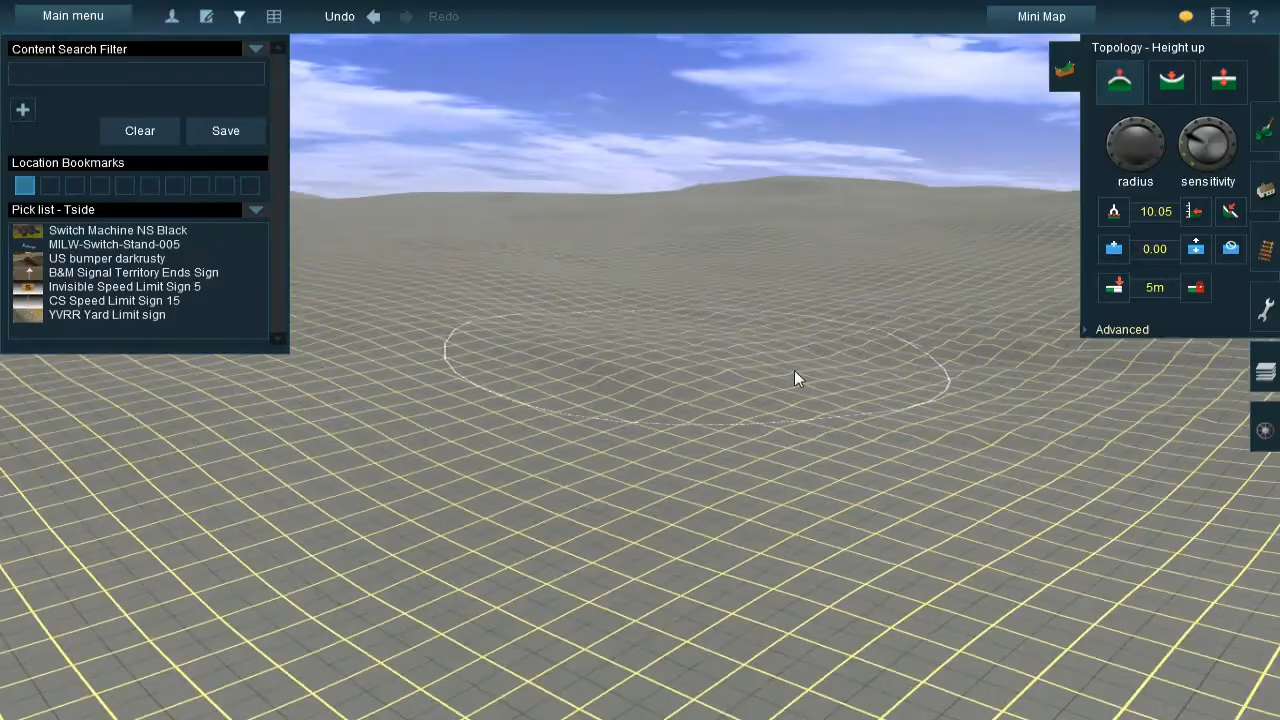 Main menu
Undo
Redo
Mini Map
?
Content Search Filter
Clear
Save
Location Bookmarks
Pick list - Tside
Switch Machine NS Black
MILW-Switch-Stand-005
US bumper darkrusty
B&M Signal Territory Ends Sign
Invisible Speed Limit Sign 5
CS Speed Limit Sign 15
YVRR Yard Limit sign
Topology - Height up
radius
sensitivity
10.05
0.00
5m
Advanced